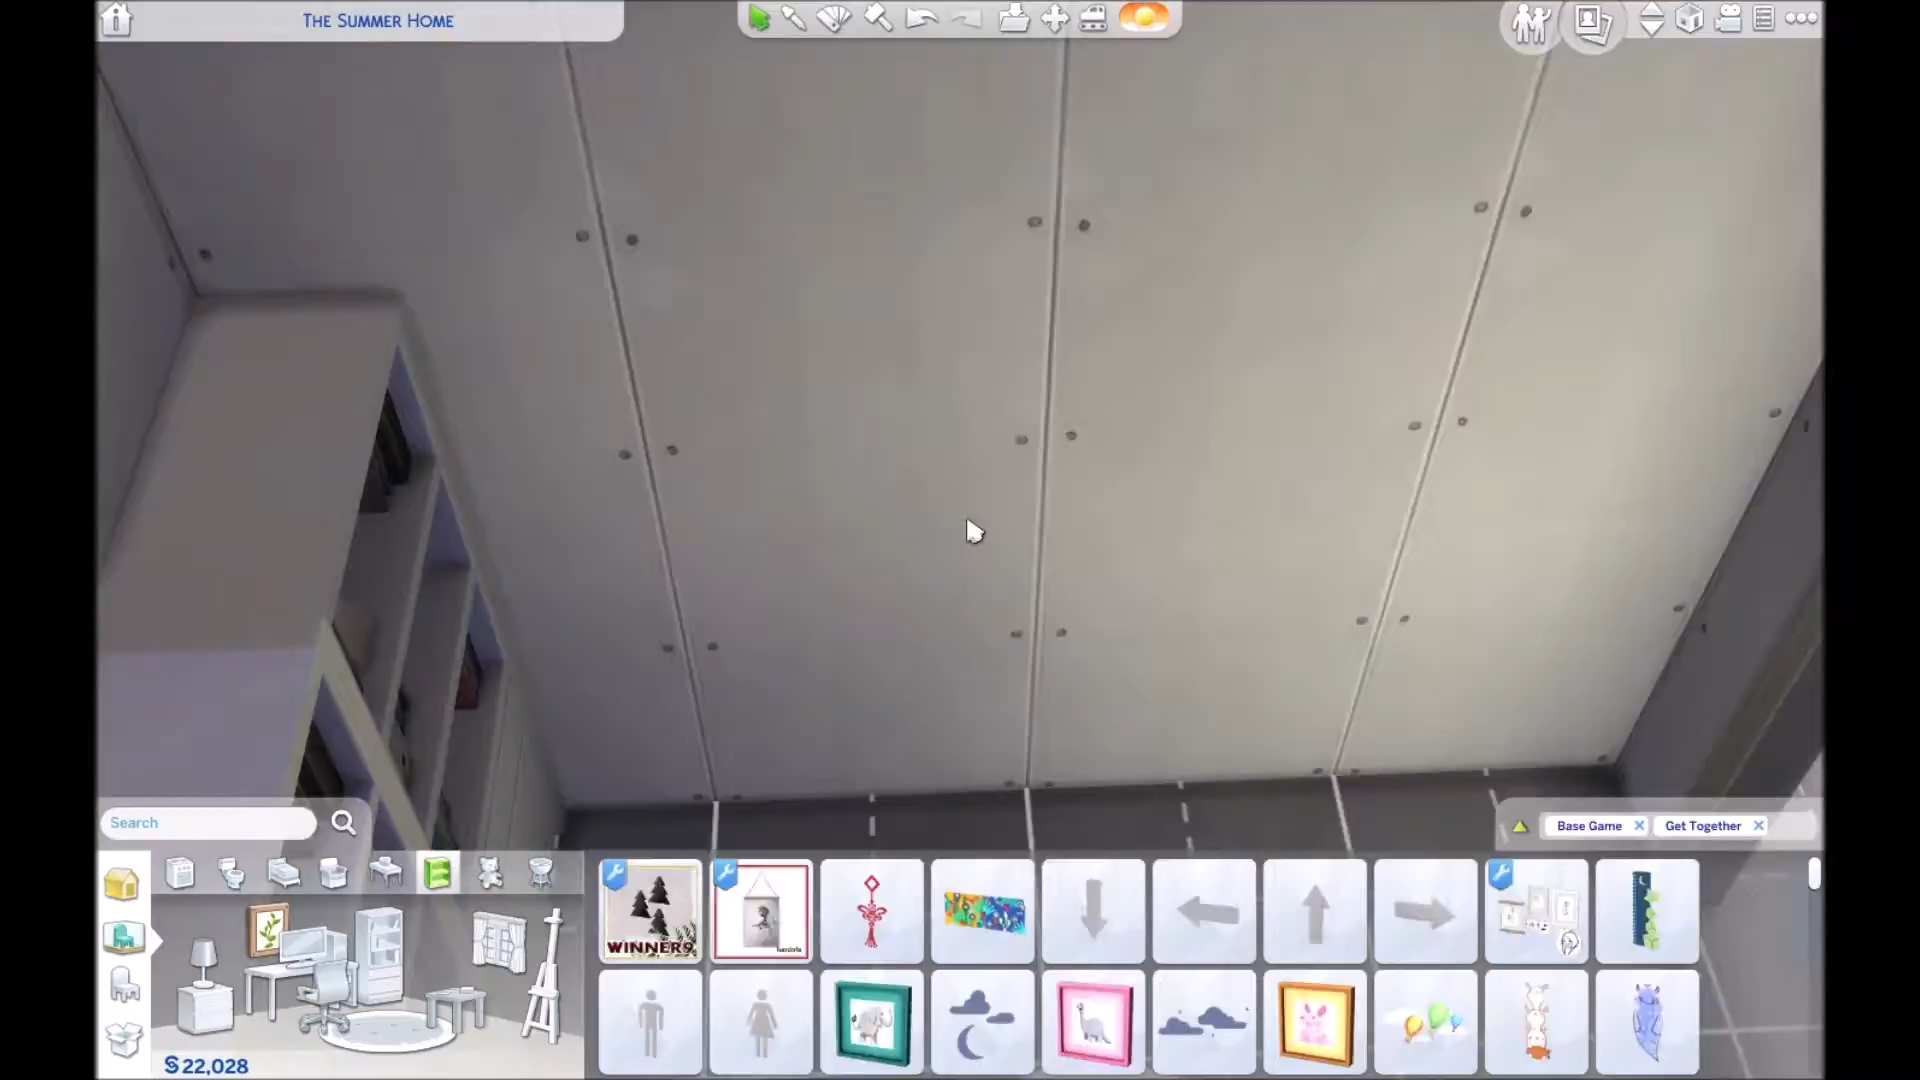 THE SUMMER HOME
Search
Base Game
Get Together
WINNER9
§22,028